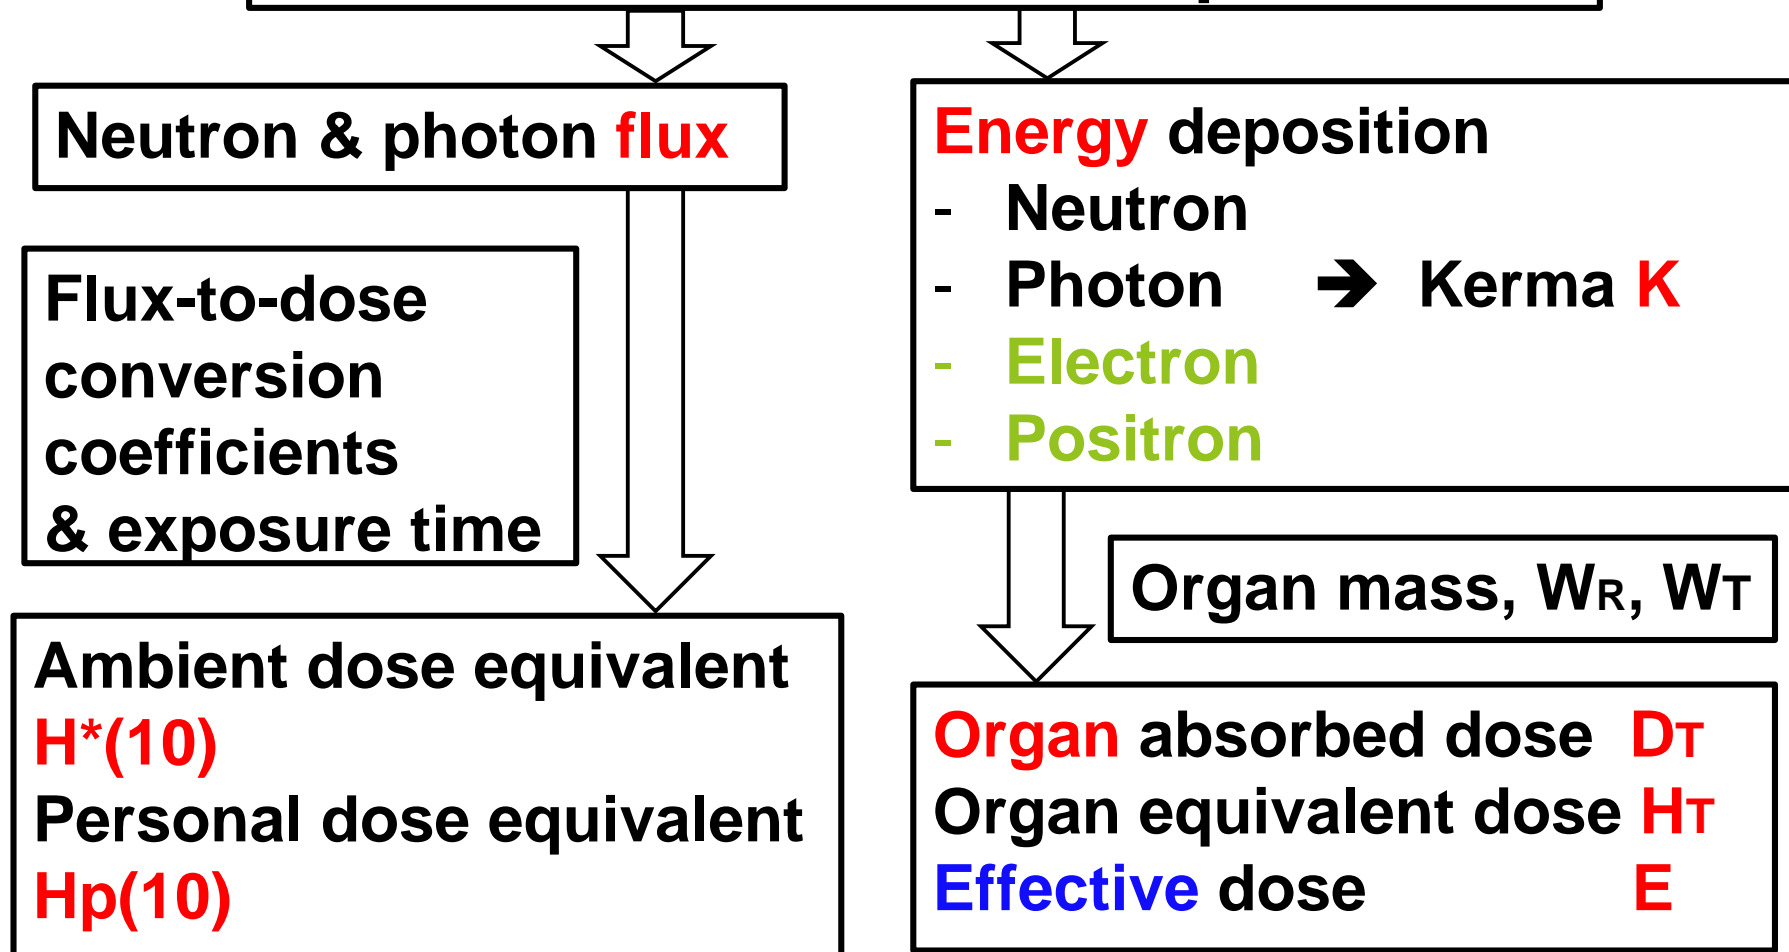 Neutron & photon flux
Flux-to-dose
conversion
coefficients
& exposure time
Ambient dose equivalent
H*(10)
Personal dose equivalent
Hp(10)
Energy deposition
- Neutron
- Photon ➔ Kerma K
- Electron
- Positron
Organ mass, WR, WT
Organ absorbed dose DT
Organ equivalent dose HT
Effective dose E